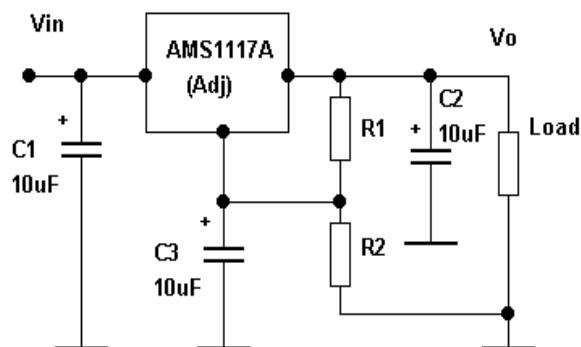 Vin
AMS1117A
(Adj)
Vo
+
C1
10uF
+
C3
10uF
R1
R2
+
C2
10uF
Load